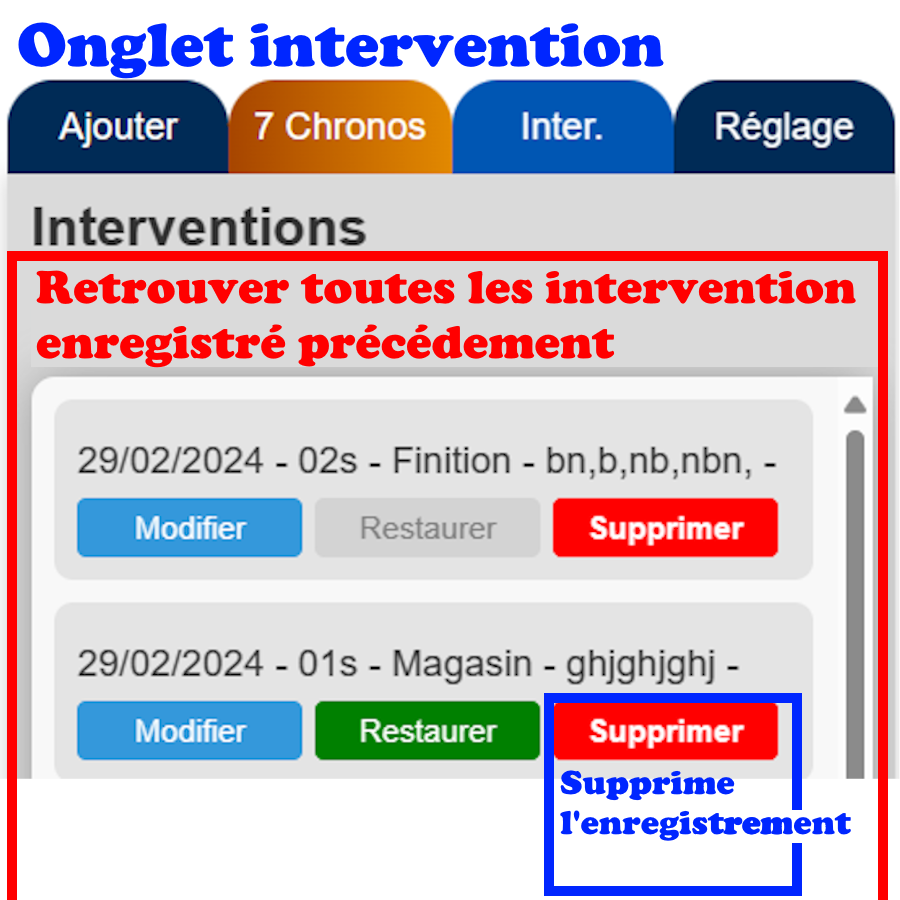 Onglet intervention
Ajouter 7 Chronos Inter. Réglage
Interventions
Retrouver toutes les intervention
enregistré précédement
29/02/2024 - 02s - Finition - bn,b,nb,nbn, -
Modifier Restaurer Supprimer
29/02/2024 - 01s - Magasin - ghjghjghj -
Modifier Restaurer Supprimer
Supprime
l'enregistrement